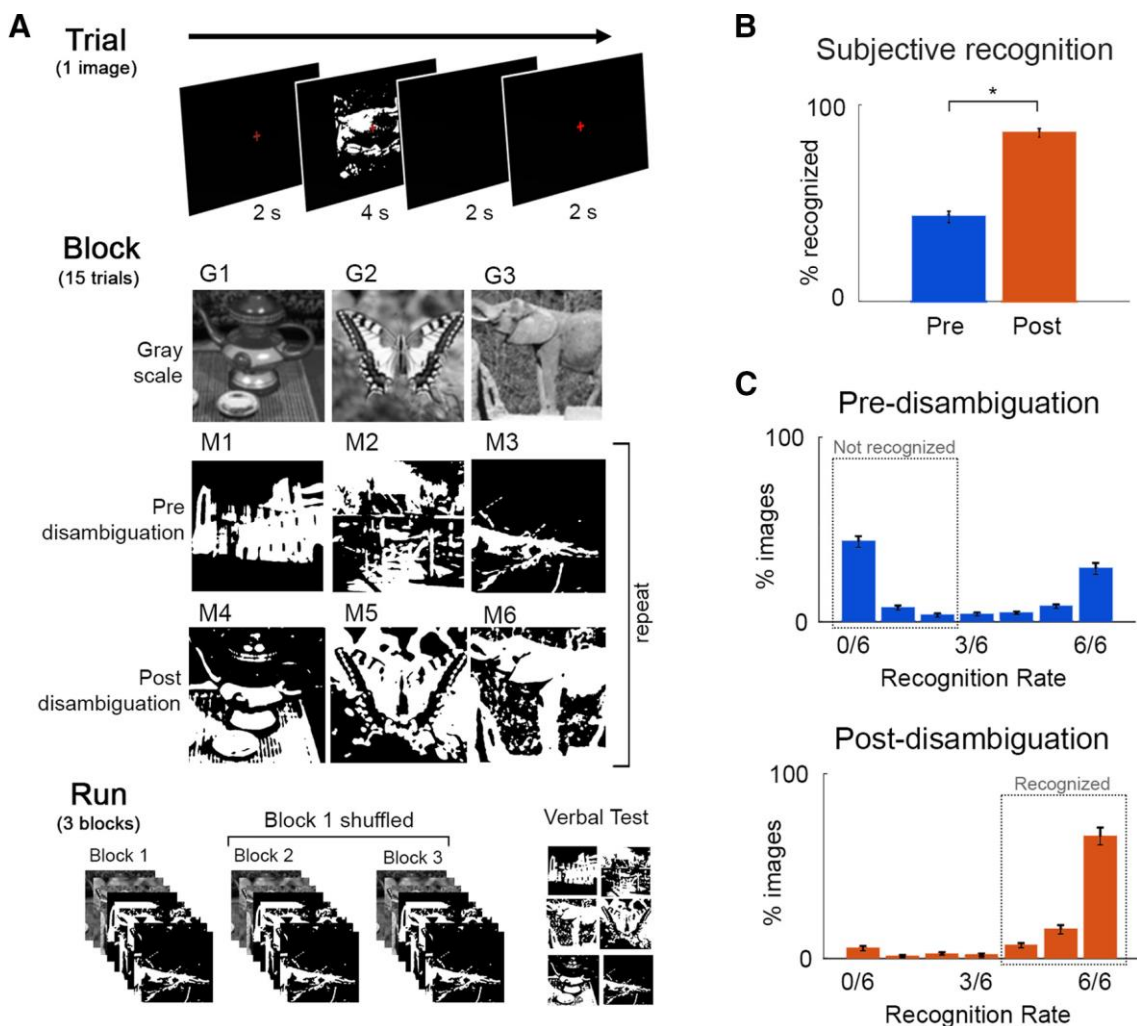 A
Trial
(1 image)
2 s
4 s
2 s
2 s
Block
(15 trials)
G1
G2
G3
Gray
scale
M1
M2
M3
Pre
disambiguation
M4
M5
M6
Post
disambiguation
repeat
Run
(3 blocks)
Block 1 shuffled
Block 1
Block 2
Block 3
Verbal Test
B
Subjective recognition
100
*
% recognized
0
Pre
Post
C
Pre-disambiguation
100
Not recognized
% images
0
0/6
3/6
6/6
Recognition Rate
Post-disambiguation
100
Recognized
% images
0
0/6
3/6
6/6
Recognition Rate